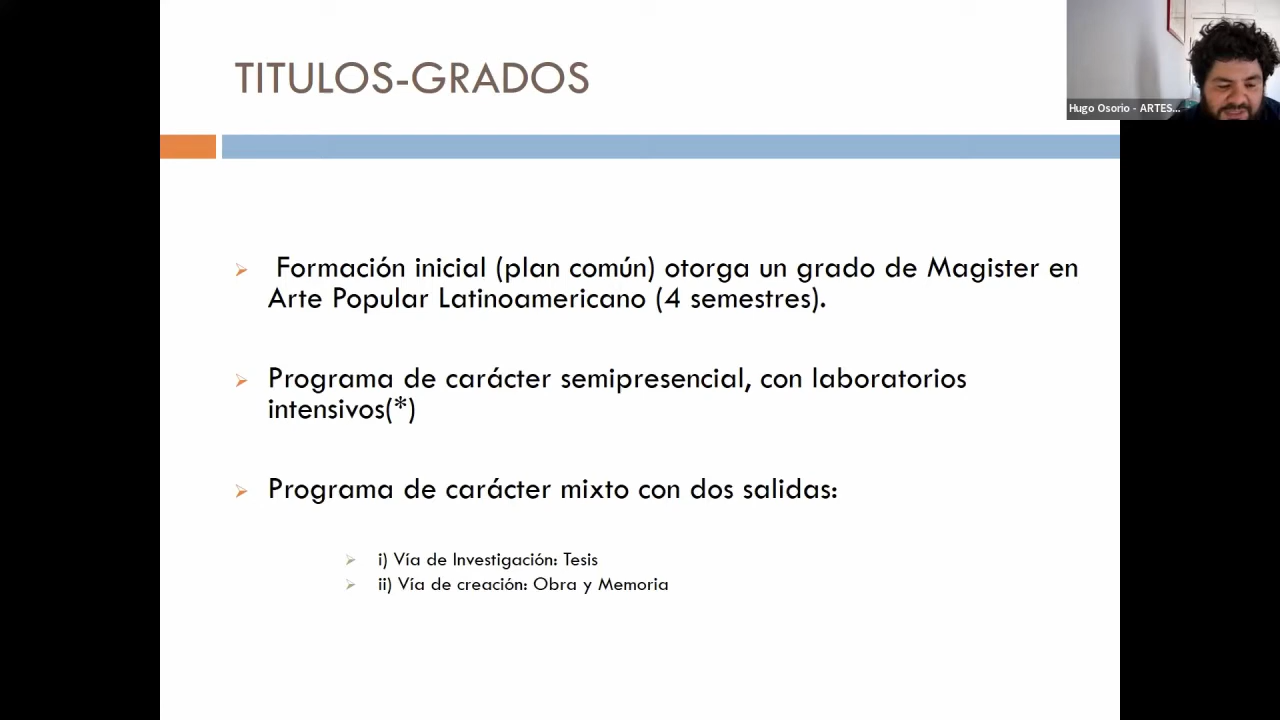 TITULOS-GRADOS
Hugo Osorio - ARTES...
Formación inicial (plan común) otorga un grado de Magister en
Arte Popular Latinoamericano (4 semestres).
Programa de carácter semipresencial, con laboratorios
intensivos(*)
Programa de carácter mixto con dos salidas:
i) Vía de Investigación: Tesis
ii) Vía de creación: Obra y Memoria